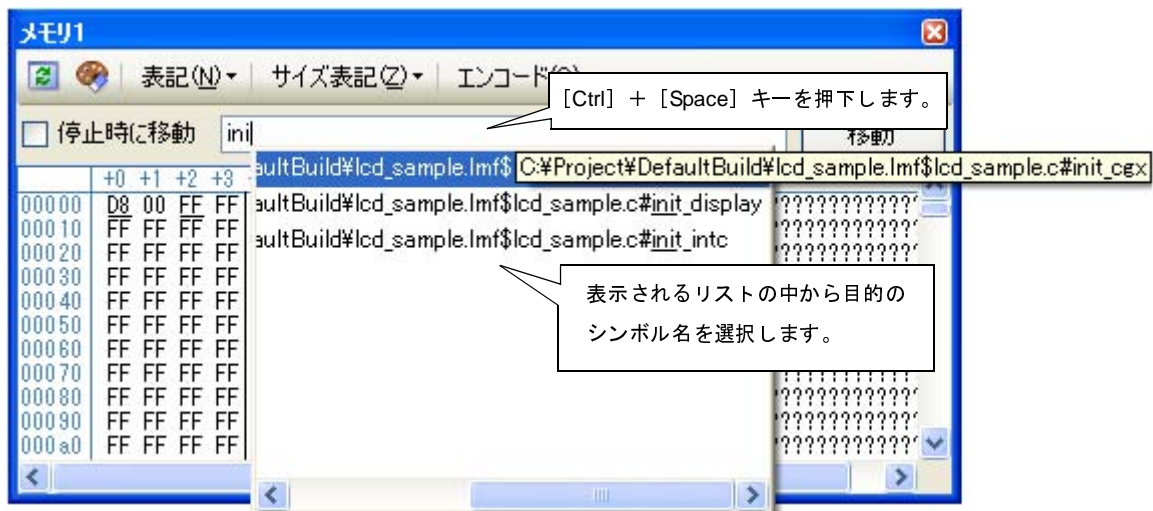 メモリ1
表記(N)▾ サイズ表記(Z)▾ エンコード
[Ctrl] + [Space] キーを押下します。
停止時に移動 ini 移動
aultBuild¥lcd_sample.lmf$ C:¥Project¥DefaultBuild¥lcd_sample.lmf$lcd_sample.c#init_cgx
+0 +1 +2 +3
00000 D8 00 FF FF aultBuild¥lcd_sample.lmf$lcd_sample.c#init_display ????????????
00010 FF FF FF FF ????????????
00020 FF FF FF FF aultBuild¥lcd_sample.lmf$lcd_sample.c#init_intc ????????????
00030 FF FF FF FF
00040 FF FF FF FF
表示されるリストの中から目的の
シンボル名を選択します。
00050 FF FF FF FF
00060 FF FF FF FF
00070 FF FF FF FF
00080 FF FF FF FF ????????????
00090 FF FF FF FF ????????????
000a0 FF FF FF FF ????????????